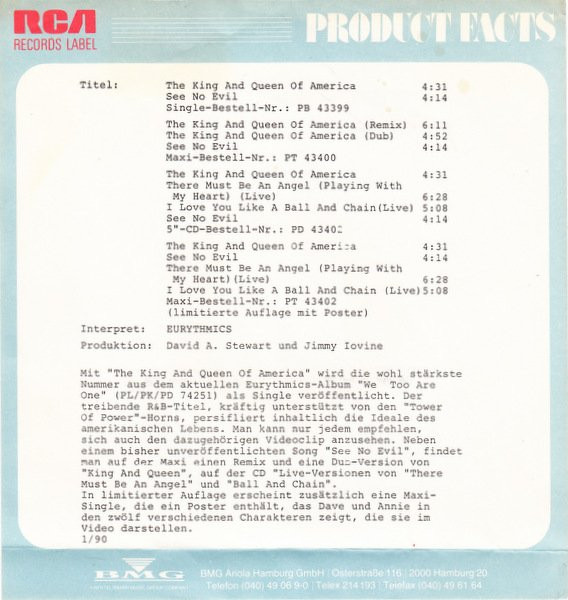 RCA
RECORDS LABEL
PRODUCT FACTS
Titel: The King And Queen Of America 4:31
See No Evil 4:14
Single-Bestell-Nr.: PB 43399
The King And Queen Of America (Remix) 6:11
The King And Queen Of America (Dub) 4:52
See No Evil 4:14
Maxi-Bestell-Nr.: PT 43400
The King And Queen Of America 4:31
There Must Be An Angel (Playing With
My Heart) (Live) 6:28
I Love You Like A Ball And Chain(Live) 5:08
See No Evil 4:14
5"-CD-Bestell-Nr.: PD 43402
The King And Queen Of America 4:31
See No Evil 4:14
There Must Be An Angel (Playing With
My Heart)(Live) 6:28
I Love You Like A Ball And Chain (Live)5:08
Maxi-Bestell-Nr.: PT 43402
(limitierte Auflage mit Poster)
Interpret: EURYTHMICS
Produktion: David A. Stewart und Jimmy Iovine
Mit "The King And Queen Of America" wird die wohl stärkste
Nummer aus dem aktuellen Eurythmics-Album "We Too Are
One" (PL/PK/PD 74251) als Single veröffentlicht. Der
treibende R&B-Titel, kräftig unterstützt von den "Tower
Of Power"-Horns, persifliert inhaltlich die Ideale des
amerikanischen Lebens. Man kann nur jedem empfehlen,
sich auch den dazugehörigen Videoclip anzusehen. Neben
einem bisher unveröffentlichten Song "See No Evil", findet
man auf der Maxi einen Remix und eine Dub-Version von
"King And Queen", auf der CD "Live-Versionen von "There
Must Be An Angel" und "Ball And Chain".
In limitierter Auflage erscheint zusätzlich eine Maxi-
Single, die ein Poster enthält, das Dave und Annie in
den zwölf verschiedenen Charakteren zeigt, die sie im
Video darstellen.
1/90
BMG
BMG Ariola Hamburg GmbH | Osterstraße 116 | 2000 Hamburg 20
Telefon (040) 49 06 9-0 | Telex 214 193 | Telefax (040) 49 61 64